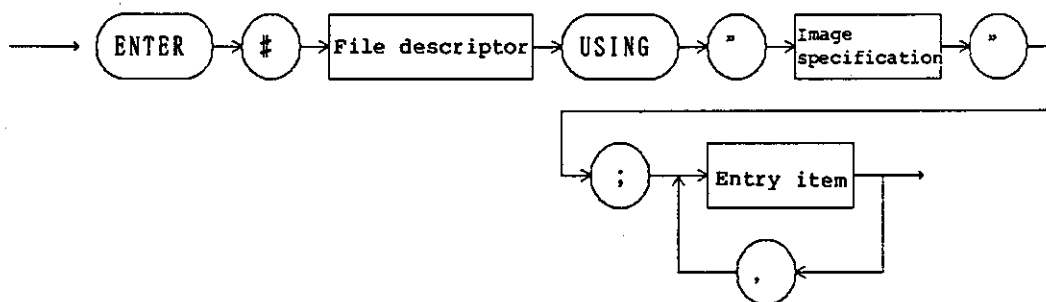 ENTER # File descriptor USING " Image specification "
; Entry item
,